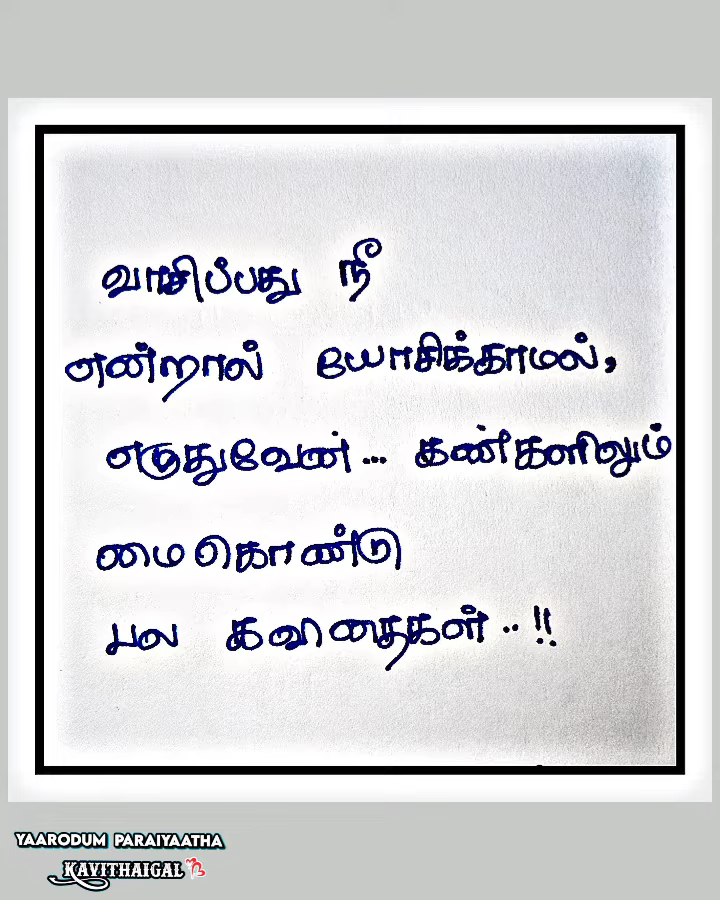 வாசிப்பது நீ
என்றால் யோசிக்காமல்,
எழுதுவேன்... கண்களிலும்
மைகொண்டு
பல கவிதைகள்..!!
YAARODUM PARAIYAATHA
KAVITHAIGAL